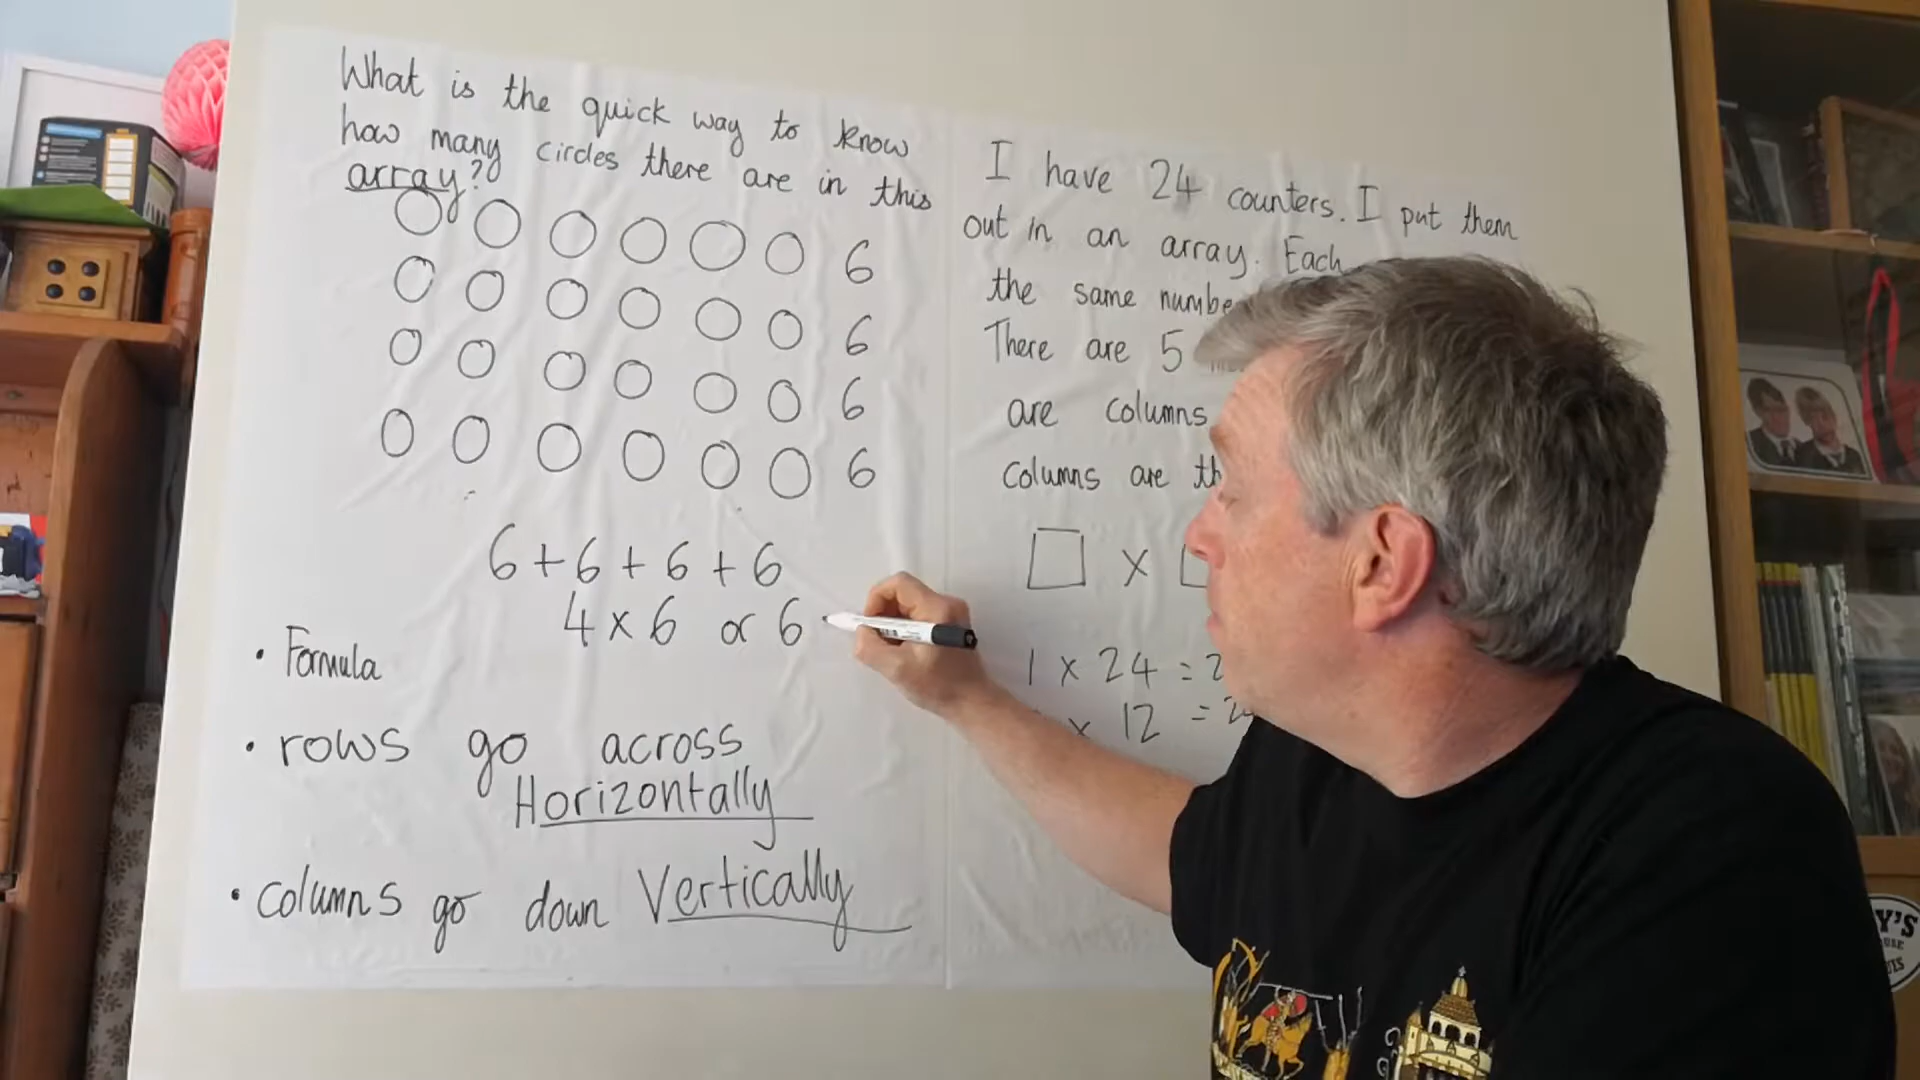 What is the quick way to know
how many circles there are in this
array?
6
6
6
6
6 + 6 + 6 + 6
4 x 6 or 6
• Formula
• rows go across
Horizontally
• columns go down Vertically
I have 24 counters. I put them
out in an array. Each
the same
There are 5
are columns
columns are
x
1 x 24 =
x 12 =
Y'S